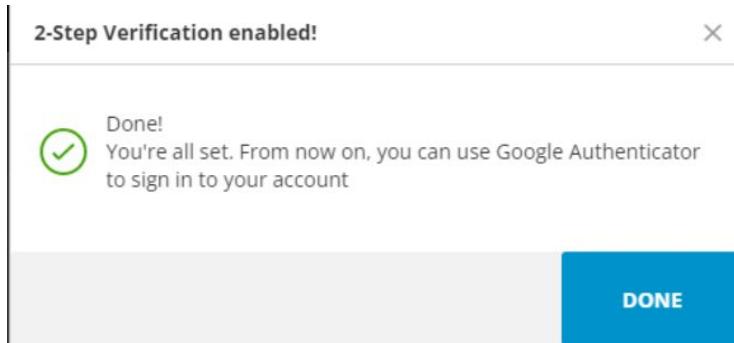 2-Step Verification enabled!
Done!
You're all set. From now on, you can use Google Authenticator
to sign in to your account
DONE